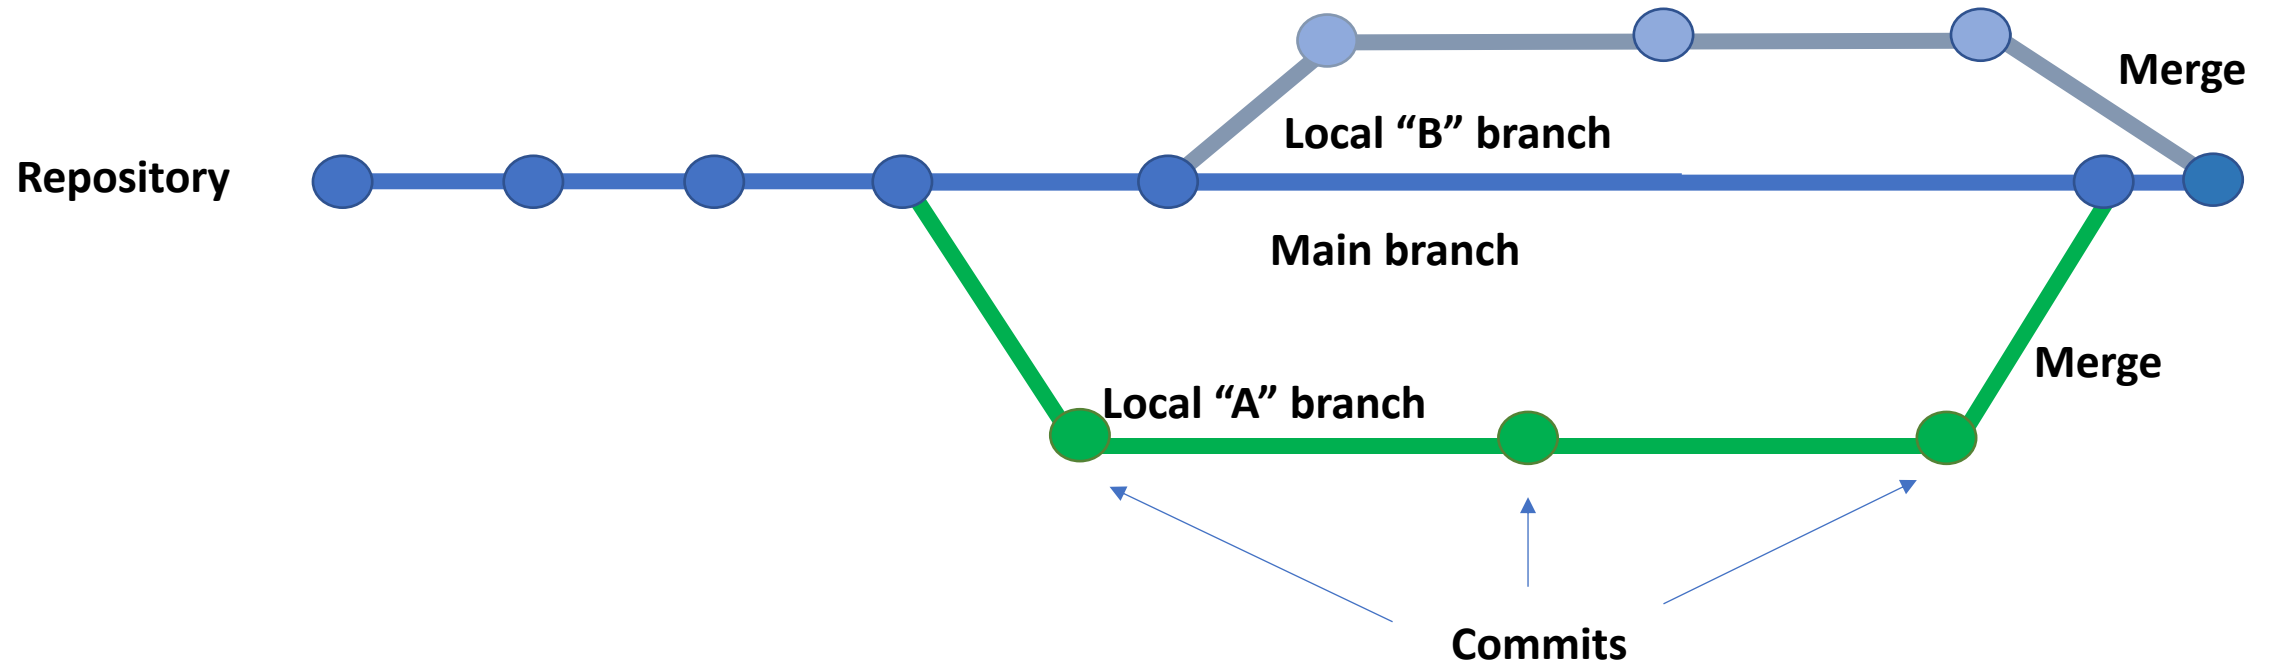 Merge
Local “B” branch
Repository
Main branch
Merge
Local “A” branch
Commits